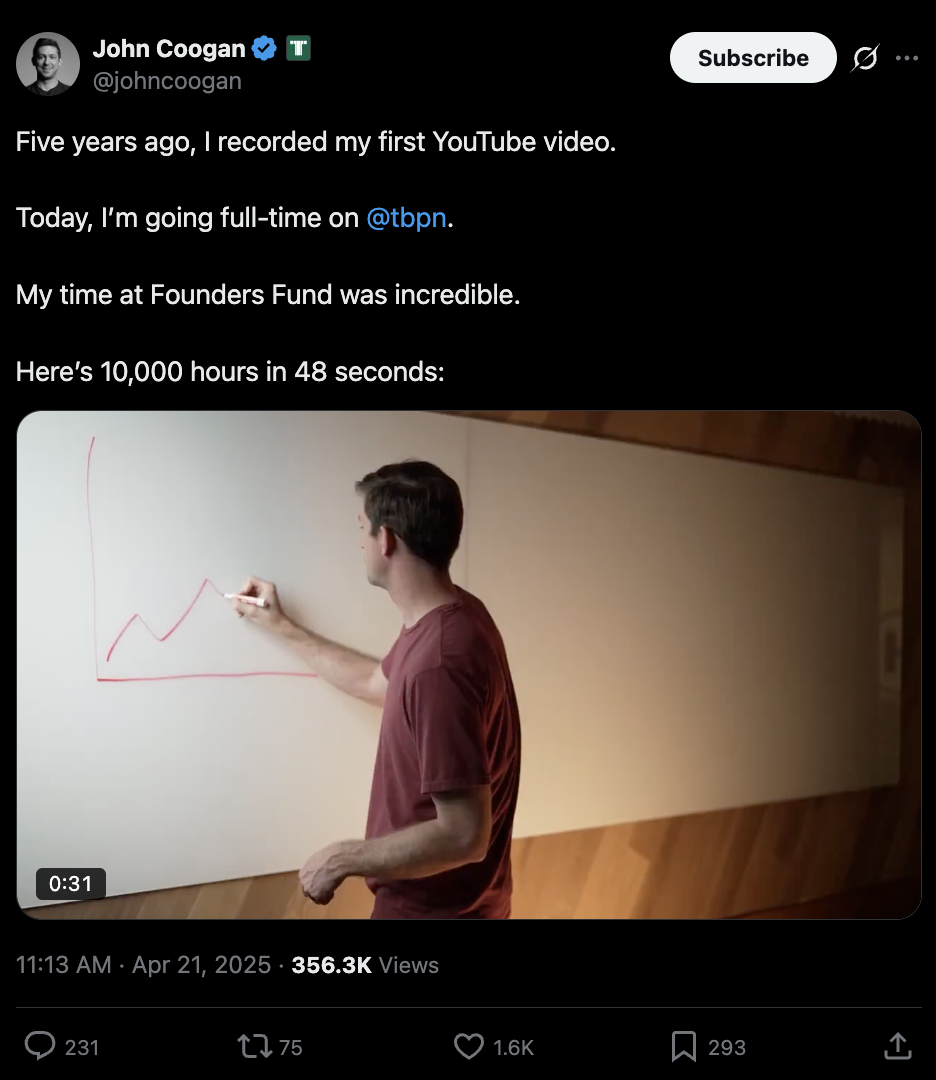 John Coogan
@johncoogan
Subscribe
Five years ago, I recorded my first YouTube video.
Today, I’m going full-time on @tbpn.
My time at Founders Fund was incredible.
Here’s 10,000 hours in 48 seconds:
0:31
11:13 AM · Apr 21, 2025 · 356.3K Views
231
75
1.6K
293